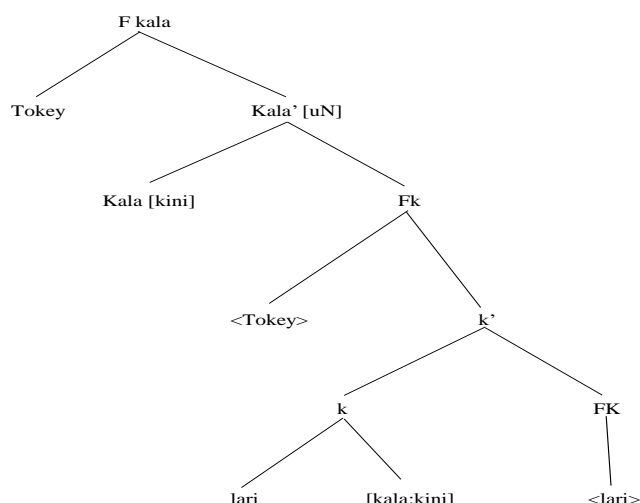 F kala
Tokey Kala’ [uN]
Kala [kini] Fk
<Tokey> k’
k FK
lari [kala:kini] <lari>